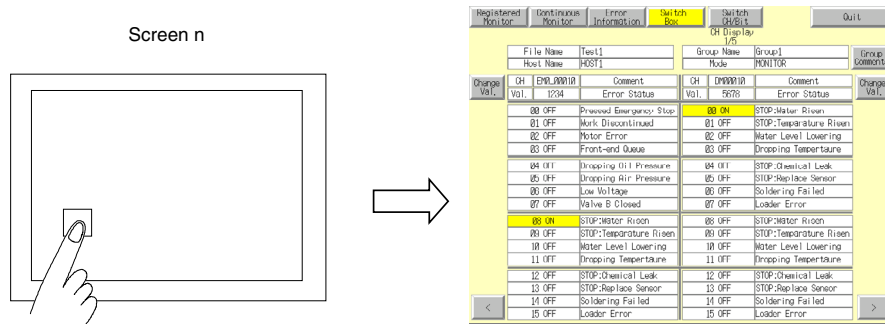 Screen n
Registered Monitor
Continuous Monitor
Error Information
Switch Box
Switch CH/Bit
Quit
CH Display
1/5
File Name Test1 Group Name Group1
Host Name HOST1 Mode MONITOR
Group Comment
Change Val.
CH EM0_00010 Comment CH DM00010 Comment
Val. 1234 Error Status Val. 5678 Error Status
Change Val.
00 OFF Pressed Emergency Stop 00 ON STOP:Water Risen
01 OFF Work Discontinued 01 OFF STOP:Temparature Risen
02 OFF Motor Error 02 OFF Water Level Lowering
03 OFF Front-end Queue 03 OFF Dropping Tempertaure
04 OFF Dropping Oil Pressure 04 OFF STOP:Chemical Leak
05 OFF Dropping Air Pressure 05 OFF STOP:Replace Sensor
06 OFF Low Voltage 06 OFF Soldering Failed
07 OFF Valve B Closed 07 OFF Loader Error
08 ON STOP:Water Risen 08 OFF STOP:Water Risen
09 OFF STOP:Temparature Risen 09 OFF STOP:Temparature Risen
10 OFF Water Level Lowering 10 OFF Water Level Lowering
11 OFF Dropping Tempertaure 11 OFF Dropping Tempertaure
12 OFF STOP:Chemical Leak 12 OFF STOP:Chemical Leak
13 OFF STOP:Replace Sensor 13 OFF STOP:Replace Sensor
14 OFF Soldering Failed 14 OFF Soldering Failed
15 OFF Loader Error 15 OFF Loader Error
< >